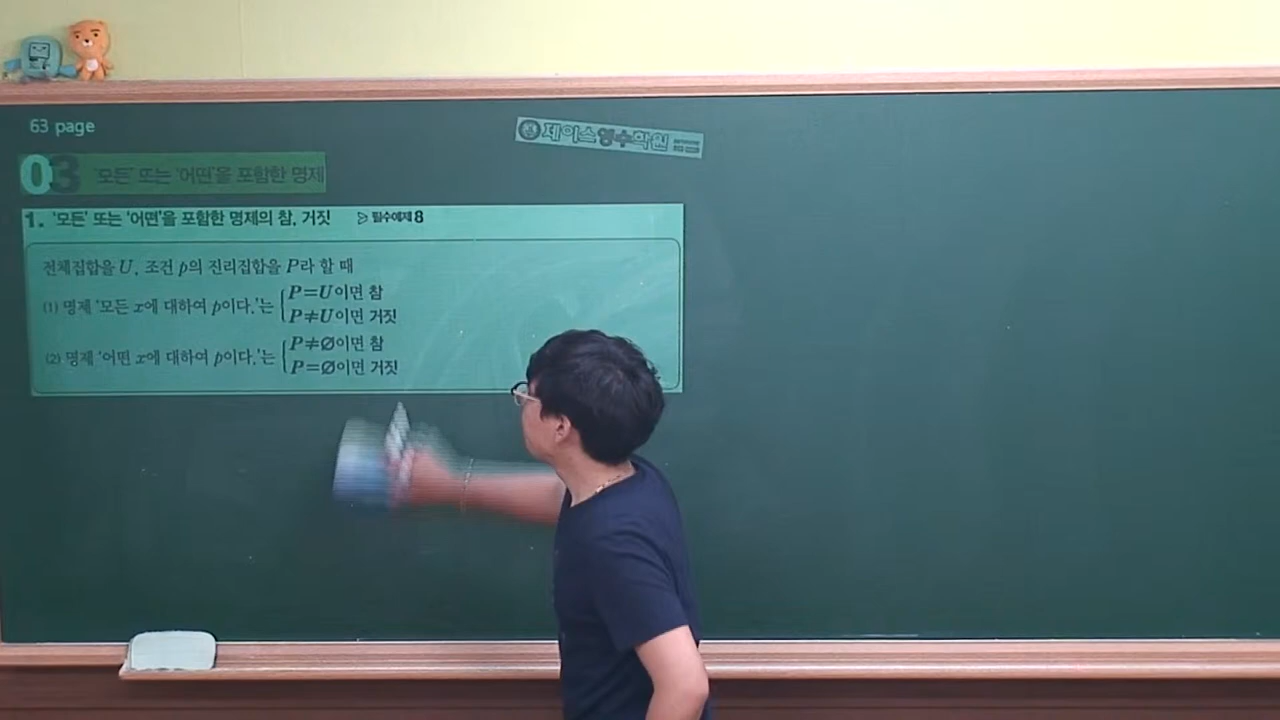 63 page
제이스영수학원
03 '모든' 또는 '어떤'을 포함한 명제
1. '모든' 또는 '어떤'을 포함한 명제의 참, 거짓 ▷ 필수예제 8
전체집합을 U, 조건 p의 진리집합을 P라 할 때
(1) 명제 '모든 x에 대하여 p이다.'는 { P=U이면 참
P≠U이면 거짓
(2) 명제 '어떤 x에 대하여 p이다.'는 { P≠∅이면 참
P=∅이면 거짓